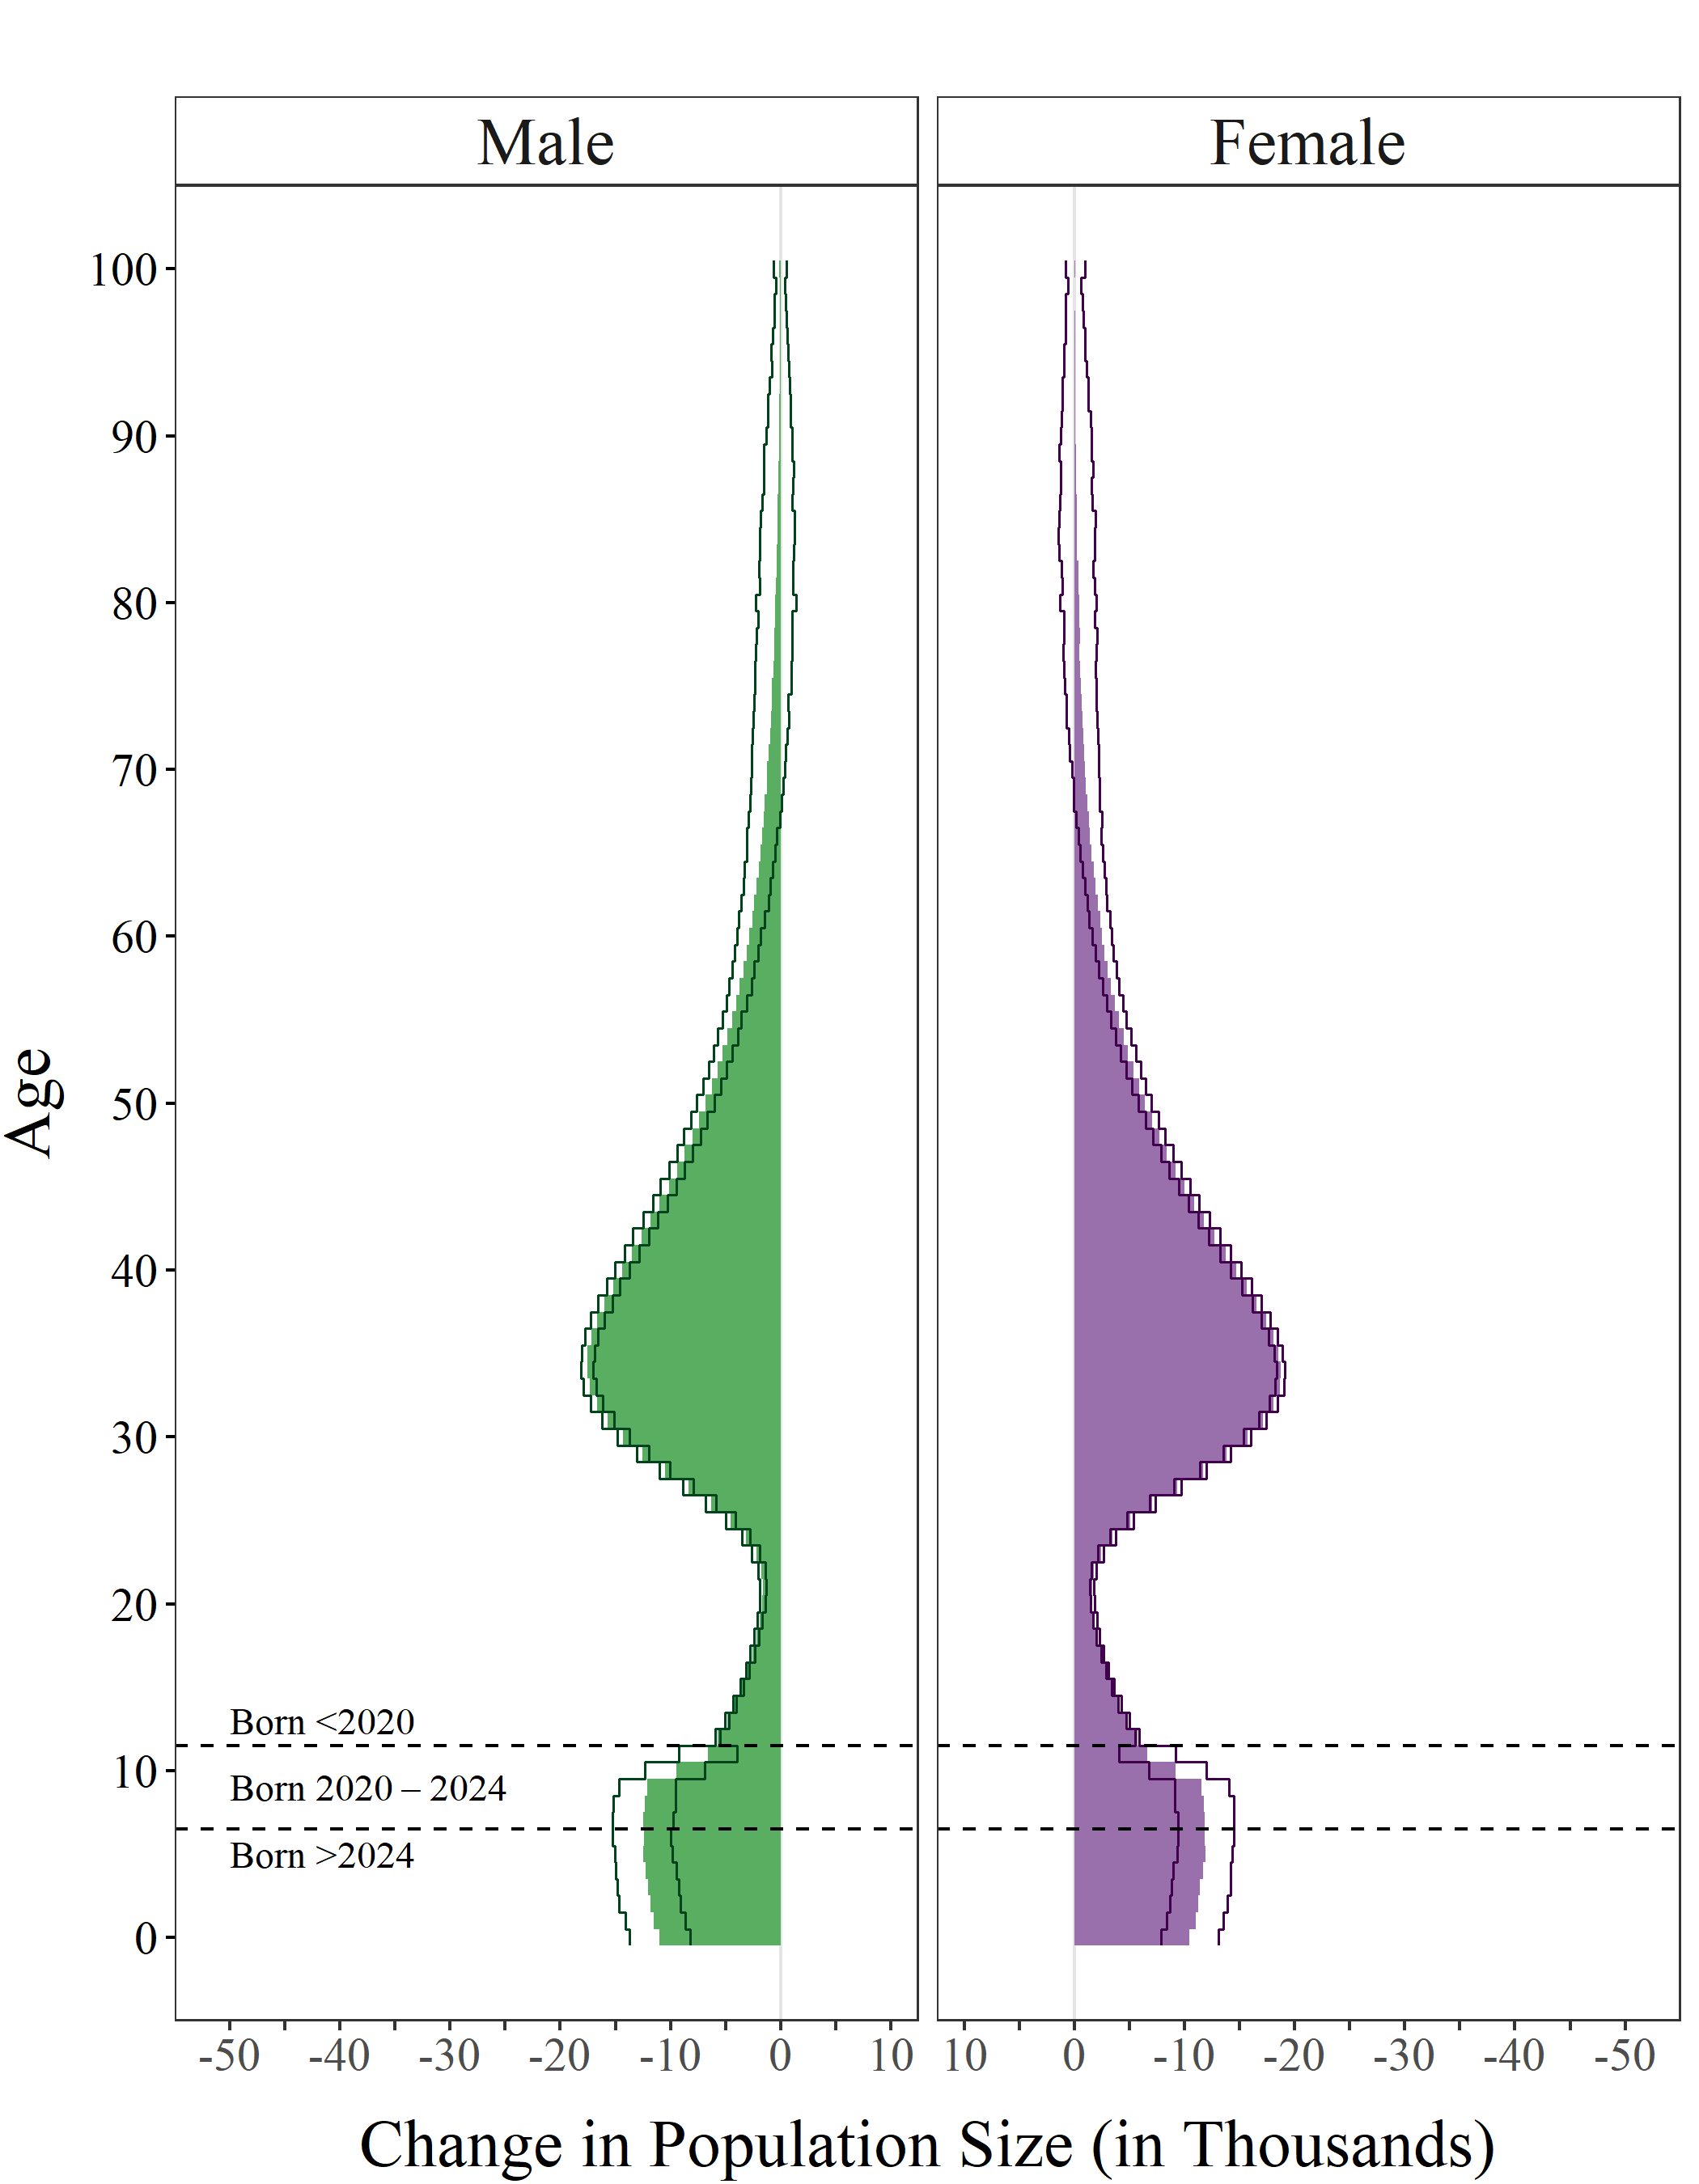 Male Female
100
90
80
70
60
50
40
30
20
10
0
Age
Born <2020
Born 2020 – 2024
Born >2024
-50 -40 -30 -20 -10 0 10 10 0 -10 -20 -30 -40 -50
Change in Population Size (in Thousands)